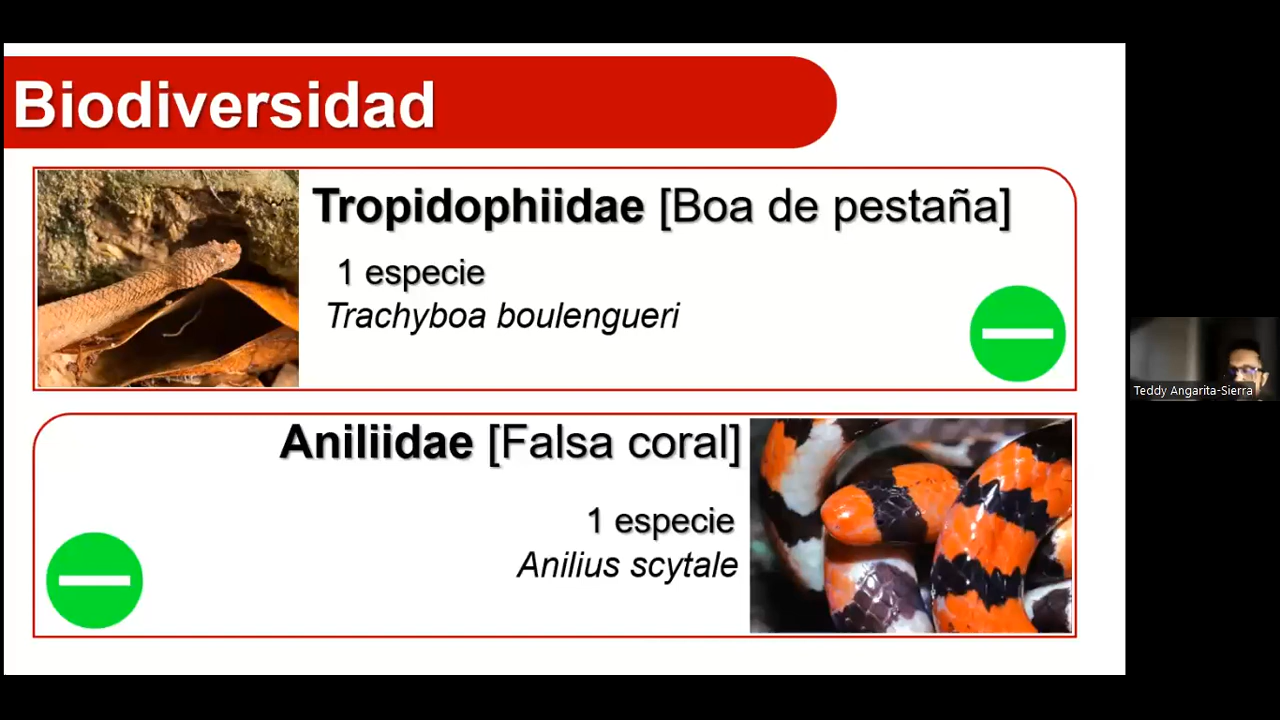 Biodiversidad
Tropidophiidae [Boa de pestaña]
1 especie
Trachyboa boulengueri
Aniliidae [Falsa coral]
1 especie
Anilius scytale
Teddy Angarita-Sierra